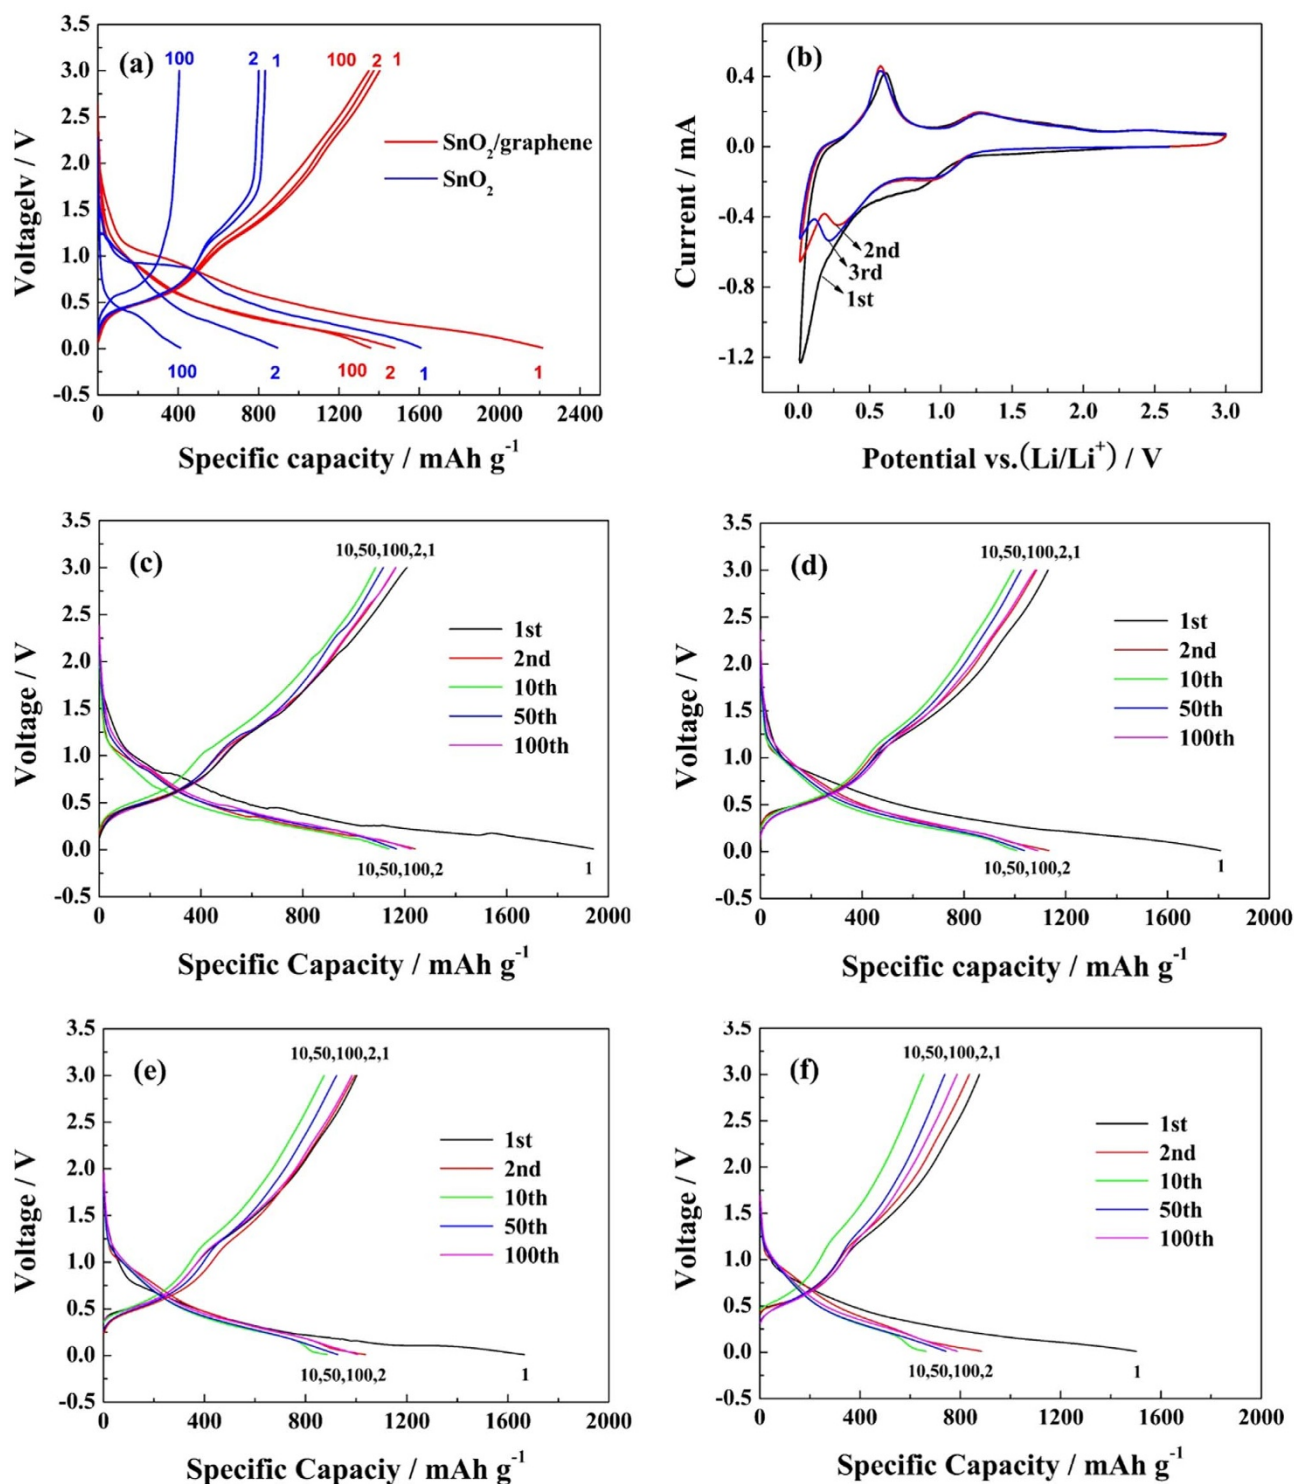 (a)
100 2 1 100 2 1
SnO2/graphene
SnO2
100 2 100 2 1 1
3.5
3.0
2.5
2.0
1.5
1.0
0.5
0.0
-0.5
0 400 800 1200 1600 2000 2400
Voltagelv / V
Specific capacity / mAh g-1
(b)
2nd
3rd
1st
0.4
0.0
-0.4
-0.8
-1.2
0.0 0.5 1.0 1.5 2.0 2.5 3.0
Current / mA
Potential vs.(Li/Li+) / V
(c)
10,50,100,2,1
1st
2nd
10th
50th
100th
10,50,100,2 1
3.5
3.0
2.5
2.0
1.5
1.0
0.5
0.0
-0.5
0 400 800 1200 1600 2000
Voltage / V
Specific Capacity / mAh g-1
(d)
10,50,100,2,1
1st
2nd
10th
50th
100th
10,50,100,2 1
3.5
3.0
2.5
2.0
1.5
1.0
0.5
0.0
-0.5
0 400 800 1200 1600 2000
Voltage / V
Specific capacity / mAh g-1
(e)
10,50,100,2,1
1st
2nd
10th
50th
100th
10,50,100,2 1
3.5
3.0
2.5
2.0
1.5
1.0
0.5
0.0
-0.5
0 400 800 1200 1600 2000
Voltage / V
Specific Capaciy / mAh g-1
(f)
10,50,100,2,1
1st
2nd
10th
50th
100th
10,50,100,2 1
3.5
3.0
2.5
2.0
1.5
1.0
0.5
0.0
-0.5
0 400 800 1200 1600 2000
Voltage / V
Specific Capacity / mAh g-1